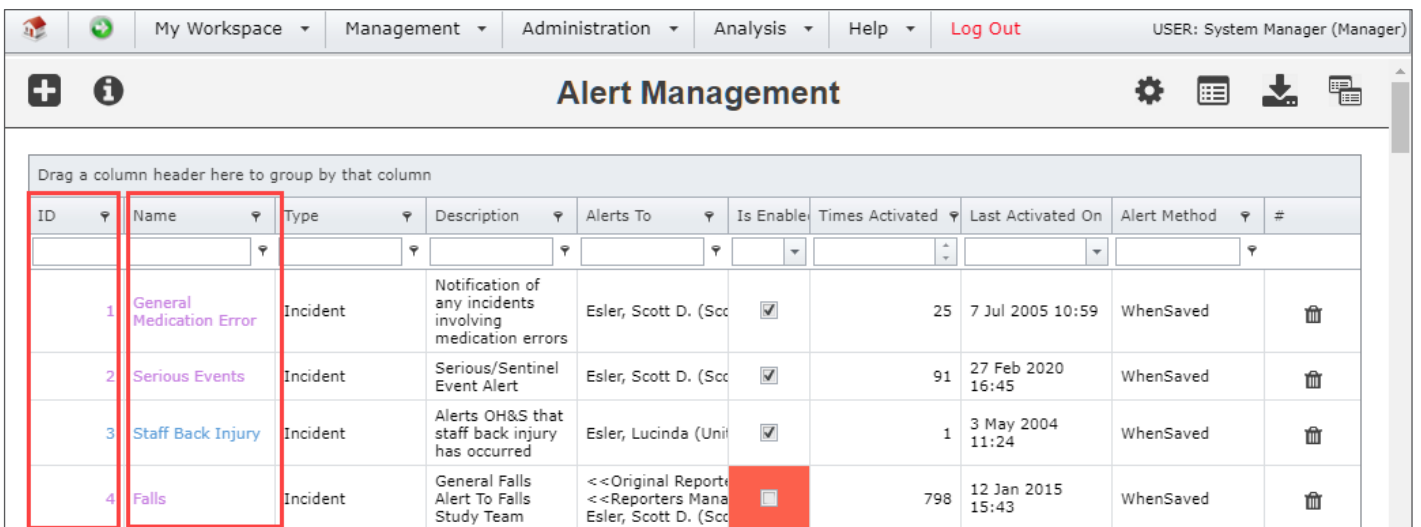 My Workspace Management Administration Analysis Help Log Out USER: System Manager (Manager)
Alert Management
Drag a column header here to group by that column
ID Name Type Description Alerts To Is Enable Times Activated Last Activated On Alert Method #
1 General Medication Error Incident Notification of any incidents involving medication errors Esler, Scott D. (Sco 25 7 Jul 2005 10:59 WhenSaved
2 Serious Events Incident Serious/Sentinel Event Alert Esler, Scott D. (Sco 91 27 Feb 2020 16:45 WhenSaved
3 Staff Back Injury Incident Alerts OH&S that staff back injury has occurred Esler, Lucinda (Unit 1 3 May 2004 11:24 WhenSaved
4 Falls Incident General Falls Alert To Falls Study Team <<Original Reporte <<Reporters Mana Esler, Scott D. (Sco 798 12 Jan 2015 15:43 WhenSaved